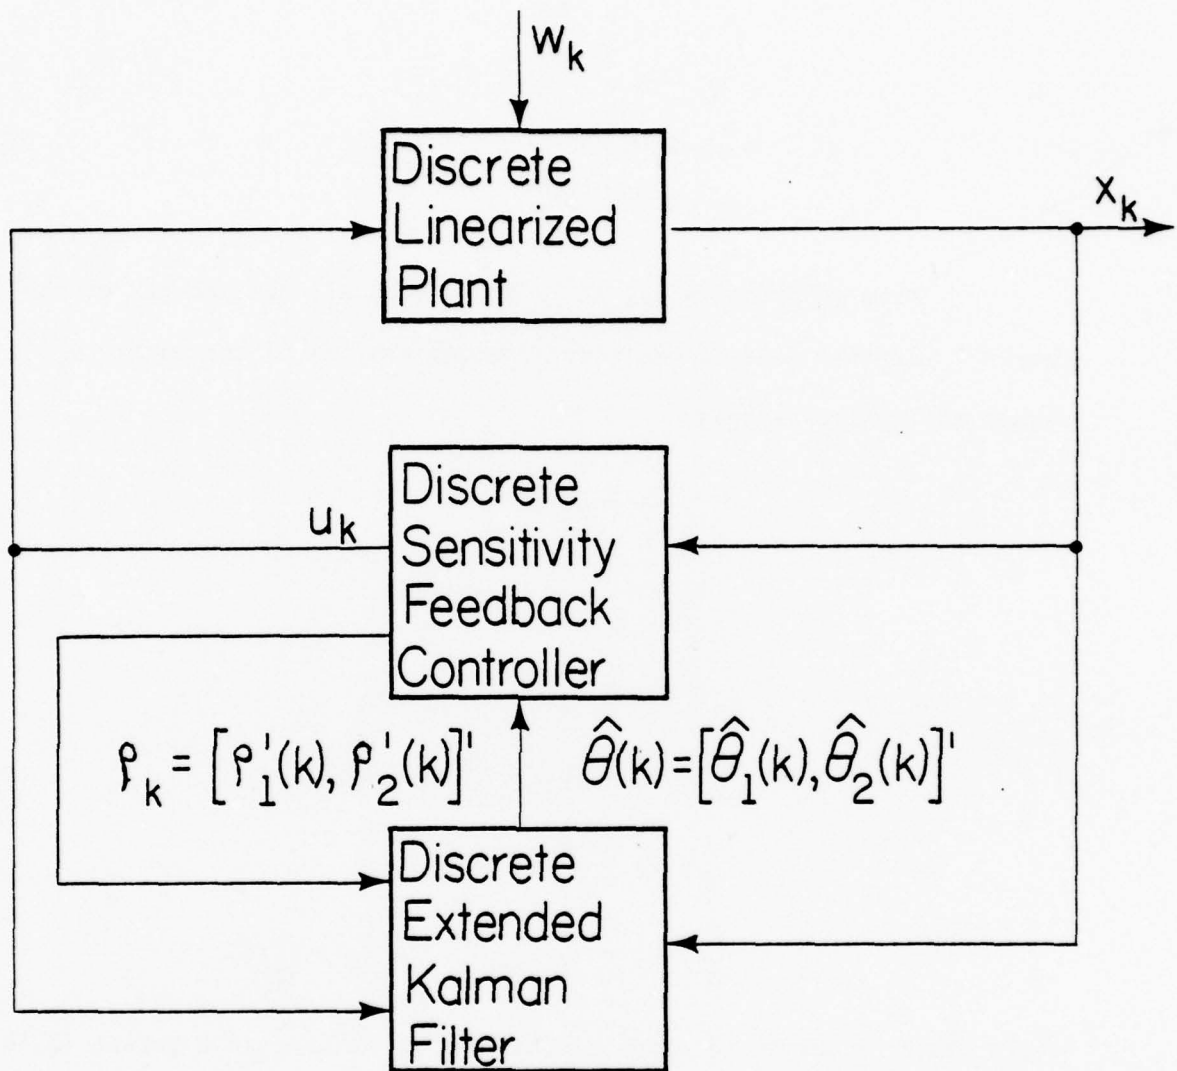 w_k
Discrete
Linearized
Plant
x_k
Discrete
Sensitivity
Feedback
Controller
u_k
ρ_k = [ρ'_1(k), ρ'_2(k)]'
θ̂(k) = [θ̂_1(k), θ̂_2(k)]'
Discrete
Extended
Kalman
Filter